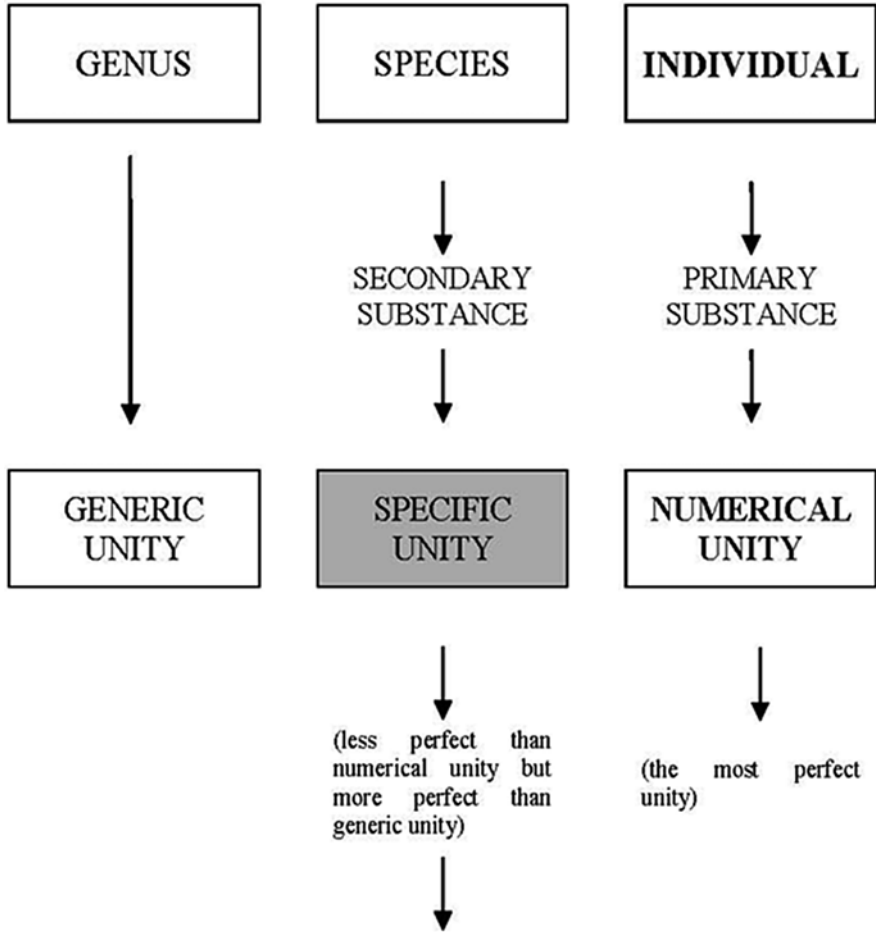 GENUS
SPECIES
INDIVIDUAL
SECONDARY
SUBSTANCE
PRIMARY
SUBSTANCE
GENERIC
UNITY
SPECIFIC
UNITY
NUMERICAL
UNITY
(less perfect than
numerical unity but
more perfect than
generic unity)
(the most perfect
unity)